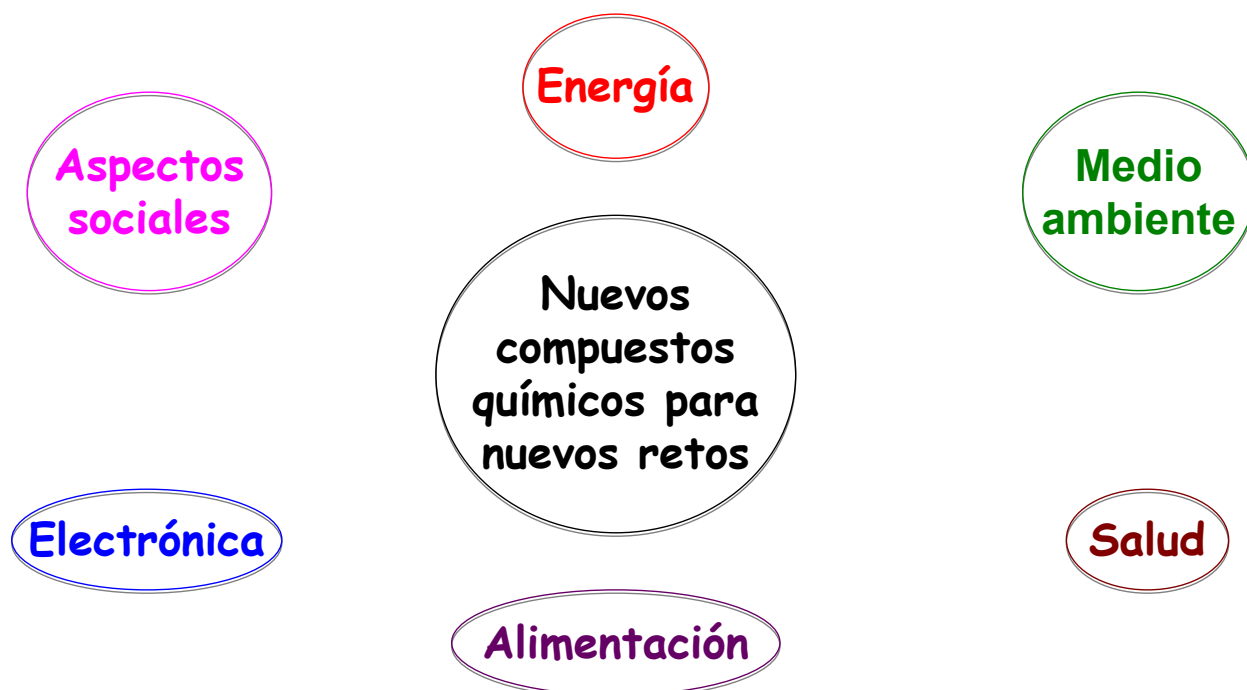 Energía
Aspectos
sociales
Medio
ambiente
Nuevos
compuestos
químicos para
nuevos retos
Electrónica
Salud
Alimentación